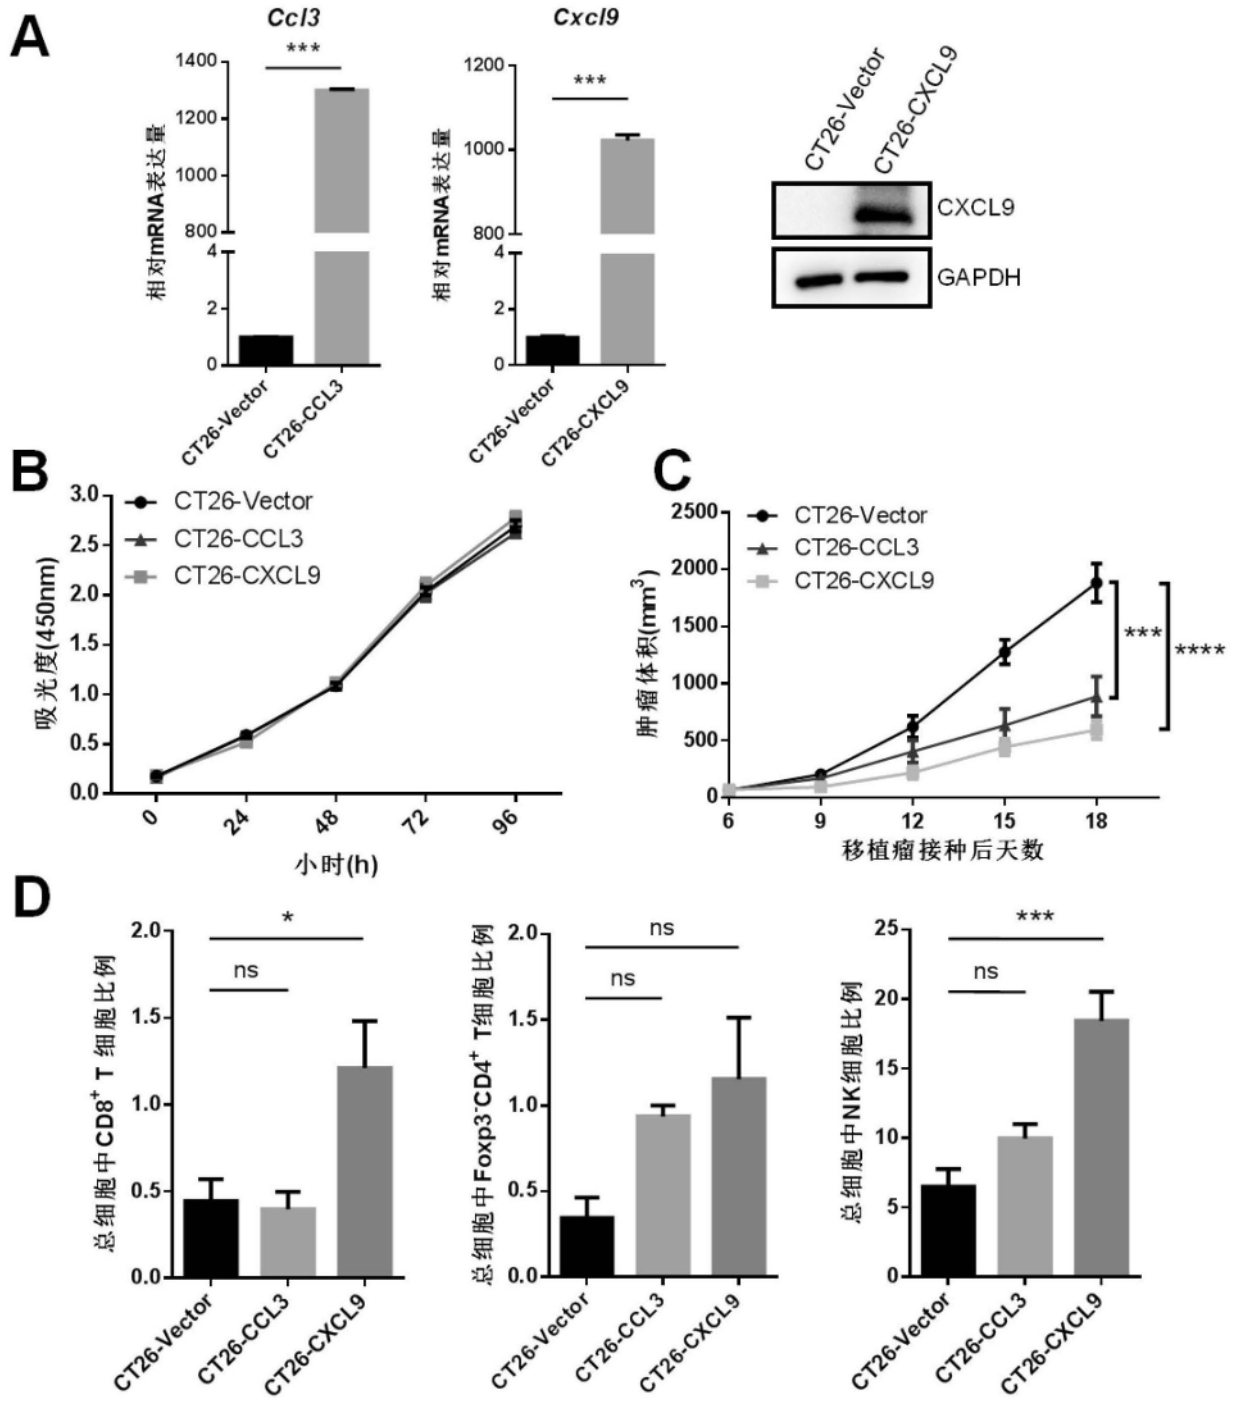 A
Ccl3
***
相对mRNA表达量
1400
1200
1000
800
4
2
0
CT26-Vector
CT26-CCL3
Cxcl9
***
相对mRNA表达量
1200
1000
800
4
2
0
CT26-Vector
CT26-CXCL9
CT26-Vector
CT26-CXCL9
CXCL9
GAPDH
B
CT26-Vector
CT26-CCL3
CT26-CXCL9
吸光度(450nm)
3.0
2.5
2.0
1.5
1.0
0.5
0.0
0
24
48
72
96
小时(h)
C
CT26-Vector
CT26-CCL3
CT26-CXCL9
肿瘤体积(mm³)
2500
2000
1500
1000
500
0
***
****
6
9
12
15
18
移植瘤接种后天数
D
总细胞中CD8⁺ T 细胞比例
2.0
1.5
1.0
0.5
0.0
*
ns
CT26-Vector
CT26-CCL3
CT26-CXCL9
总细胞中Foxp3⁻CD4⁺ T细胞比例
2.0
1.5
1.0
0.5
0.0
ns
ns
CT26-Vector
CT26-CCL3
CT26-CXCL9
总细胞中NK细胞比例
25
20
15
10
5
0
***
ns
CT26-Vector
CT26-CCL3
CT26-CXCL9